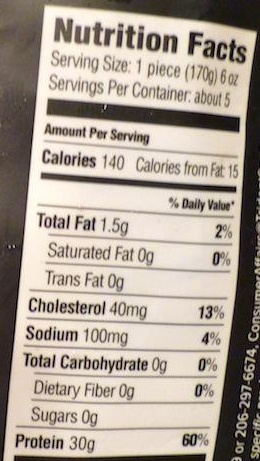 Nutrition Facts
Serving Size: 1 piece (170g) 6 oz
Servings Per Container: about 5
Amount Per Serving
Calories 140 Calories from Fat 15
% Daily Value*
Total Fat 1.5g 2%
Saturated Fat 0g 0%
Trans Fat 0g
Cholesterol 40mg 13%
Sodium 100mg 4%
Total Carbohydrate 0g 0%
Dietary Fiber 0g 0%
Sugars 0g
Protein 30g 60%
or 206-297-6674,
specific